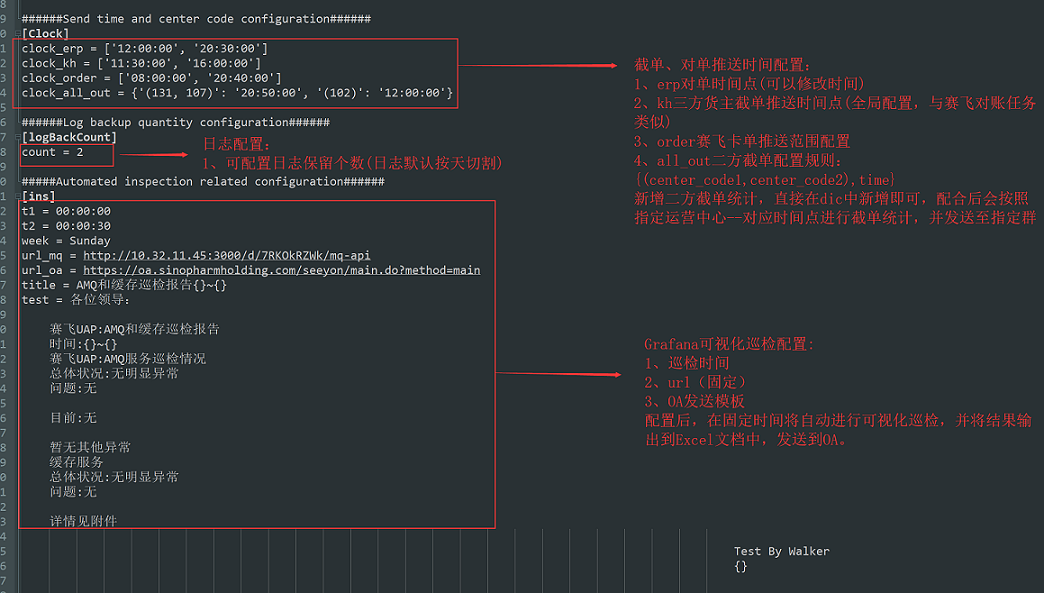 ######Send time and center code configuration######
[Clock]
clock_erp = ['12:00:00', '20:30:00']
clock_kh = ['11:30:00', '16:00:00']
clock_order = ['08:00:00', '20:40:00']
clock_all_out = {'(131, 107)': '20:50:00', '(102)': '12:00:00'}
截单、对单推送时间配置:
1、erp对单时间点(可以修改时间)
2、kh三方货主截单推送时间点(全局配置，与赛飞对账任务
类似)
3、order赛飞卡单推送范围配置
4、all_out二方截单配置规则:
{(center_code1,center_code2),time}
新增二方截单统计，直接在dic中新增即可，配合后会按照
指定运营中心--对应时间点进行截单统计，并发送至指定群
######Log backup quantity configuration######
[logBackCount]
count = 2
日志配置:
1、可配置日志保留个数(日志默认按天切割)
#####Automated inspection related configuration######
[ins]
t1 = 00:00:00
t2 = 00:00:30
week = Sunday
url_mq = http://10.32.11.45:3000/d/7RKOkRZWk/mq-api
url_oa = https://oa.sinopharmholding.com/seeyon/main.do?method=main
title = AMQ和缓存巡检报告{}~{}
test = 各位领导:
赛飞UAP:AMQ和缓存巡检报告
时间:{}~{}
赛飞UAP:AMQ服务巡检情况
总体状况:无明显异常
问题:无
目前:无
暂无其他异常
缓存服务
总体状况:无明显异常
问题:无
详情见附件
Grafana可视化巡检配置:
1、巡检时间
2、url（固定）
3、OA发送模板
配置后，在固定时间将自动进行可视化巡检，并将结果输
出到Excel文档中，发送到OA。
Test By Walker
{}